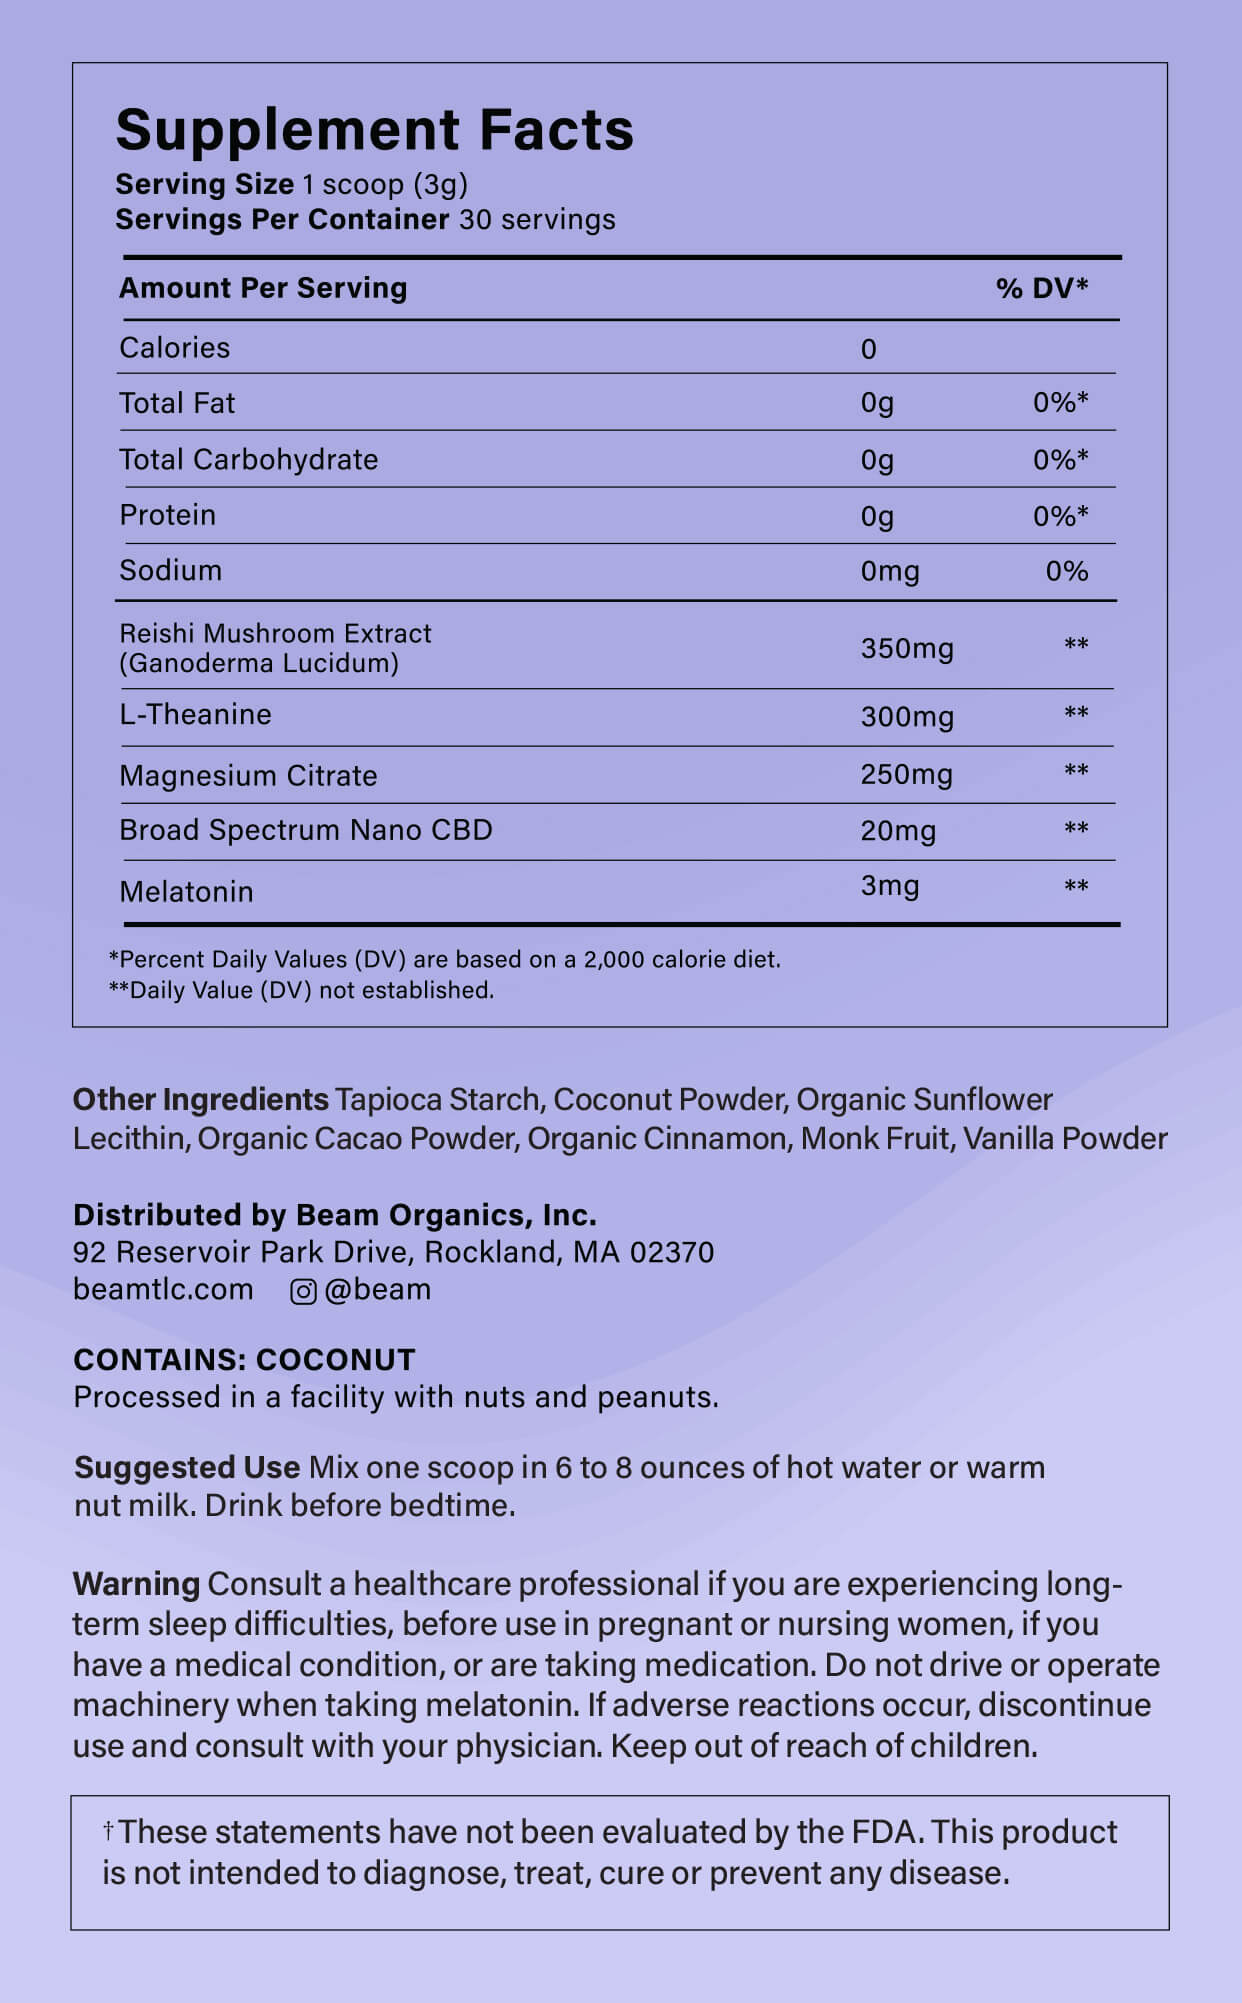 Supplement Facts
Serving Size 1 scoop (3g)
Servings Per Container 30 servings
Amount Per Serving % DV*
Calories 0
Total Fat 0g 0%*
Total Carbohydrate 0g 0%*
Protein 0g 0%*
Sodium 0mg 0%
Reishi Mushroom Extract
(Ganoderma Lucidum) 350mg **
L-Theanine 300mg **
Magnesium Citrate 250mg **
Broad Spectrum Nano CBD 20mg **
Melatonin 3mg **
*Percent Daily Values (DV) are based on a 2,000 calorie diet.
**Daily Value (DV) not established.
Other Ingredients Tapioca Starch, Coconut Powder, Organic Sunflower
Lecithin, Organic Cacao Powder, Organic Cinnamon, Monk Fruit, Vanilla Powder
Distributed by Beam Organics, Inc.
92 Reservoir Park Drive, Rockland, MA 02370
beamtlc.com @beam
CONTAINS: COCONUT
Processed in a facility with nuts and peanuts.
Suggested Use Mix one scoop in 6 to 8 ounces of hot water or warm
nut milk. Drink before bedtime.
Warning Consult a healthcare professional if you are experiencing long-
term sleep difficulties, before use in pregnant or nursing women, if you
have a medical condition, or are taking medication. Do not drive or operate
machinery when taking melatonin. If adverse reactions occur, discontinue
use and consult with your physician. Keep out of reach of children.
†These statements have not been evaluated by the FDA. This product
is not intended to diagnose, treat, cure or prevent any disease.